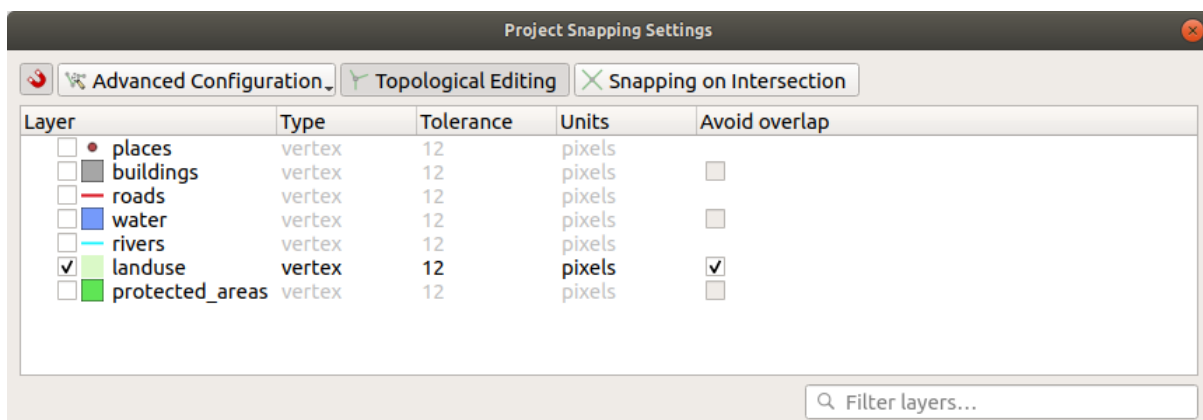 Project Snapping Settings
Advanced Configuration Topological Editing Snapping on Intersection
Layer Type Tolerance Units Avoid overlap
places vertex 12 pixels
buildings vertex 12 pixels
roads vertex 12 pixels
water vertex 12 pixels
rivers vertex 12 pixels
landuse vertex 12 pixels
protected_areas vertex 12 pixels
Filter layers...